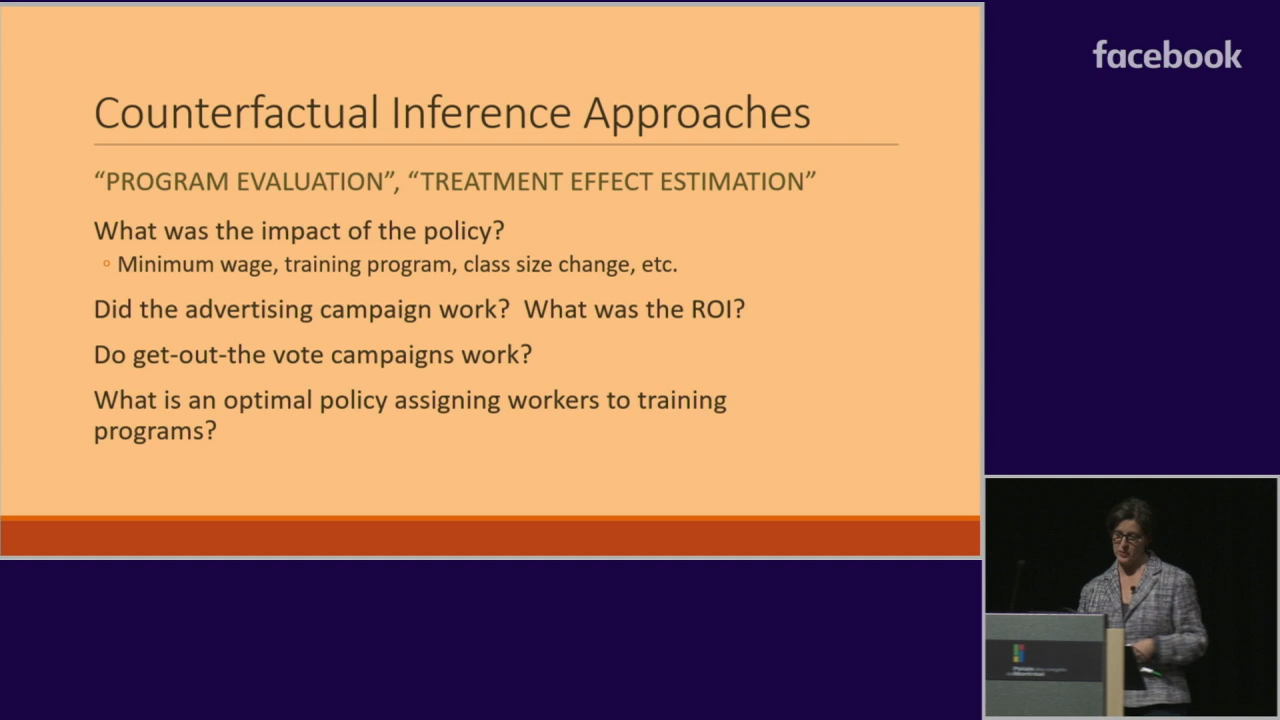 facebook
Counterfactual Inference Approaches
“PROGRAM EVALUATION”, “TREATMENT EFFECT ESTIMATION”
What was the impact of the policy?
◦ Minimum wage, training program, class size change, etc.
Did the advertising campaign work?  What was the ROI?
Do get-out-the vote campaigns work?
What is an optimal policy assigning workers to training
programs?